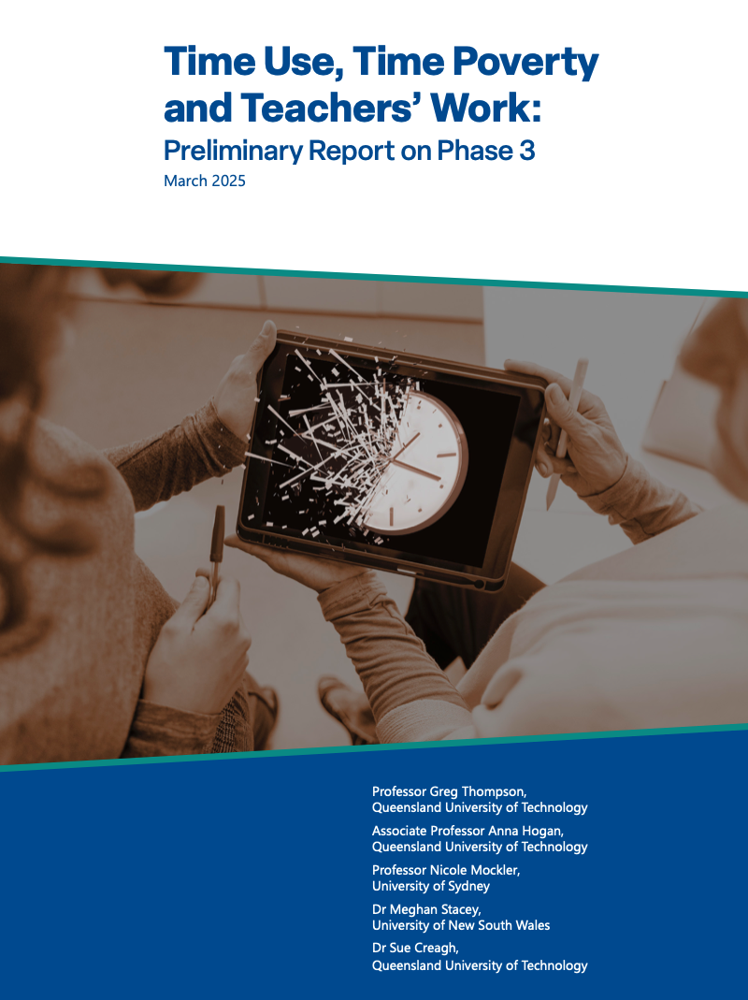 Time Use, Time Poverty
and Teachers’ Work:
Preliminary Report on Phase 3
March 2025
Professor Greg Thompson,
Queensland University of Technology
Associate Professor Anna Hogan,
Queensland University of Technology
Professor Nicole Mockler,
University of Sydney
Dr Meghan Stacey,
University of New South Wales
Dr Sue Creagh,
Queensland University of Technology